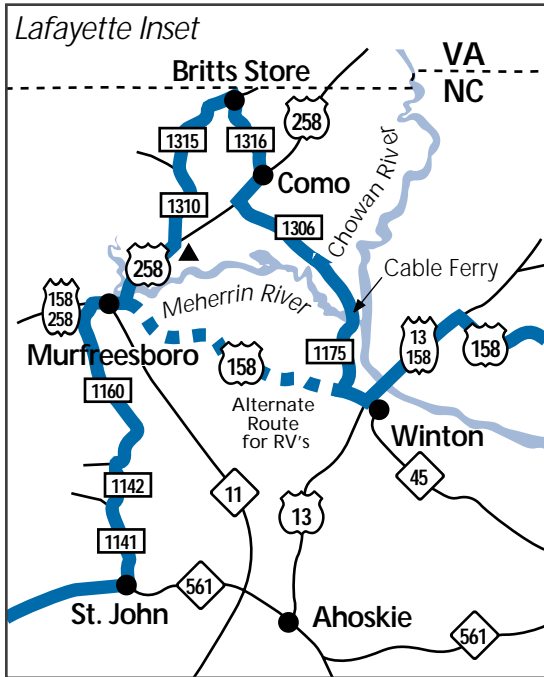 Lafayette Inset
VA
NC
Britts Store
258
1315
1316
Como
Chowan River
1310
1306
258
Cable Ferry
158
258
Meherrin River
Murfreesboro
13
158
158
158
1175
1160
Alternate
Route
for RV's
Winton
1142
11
13
45
1141
St. John
561
Ahoskie
561